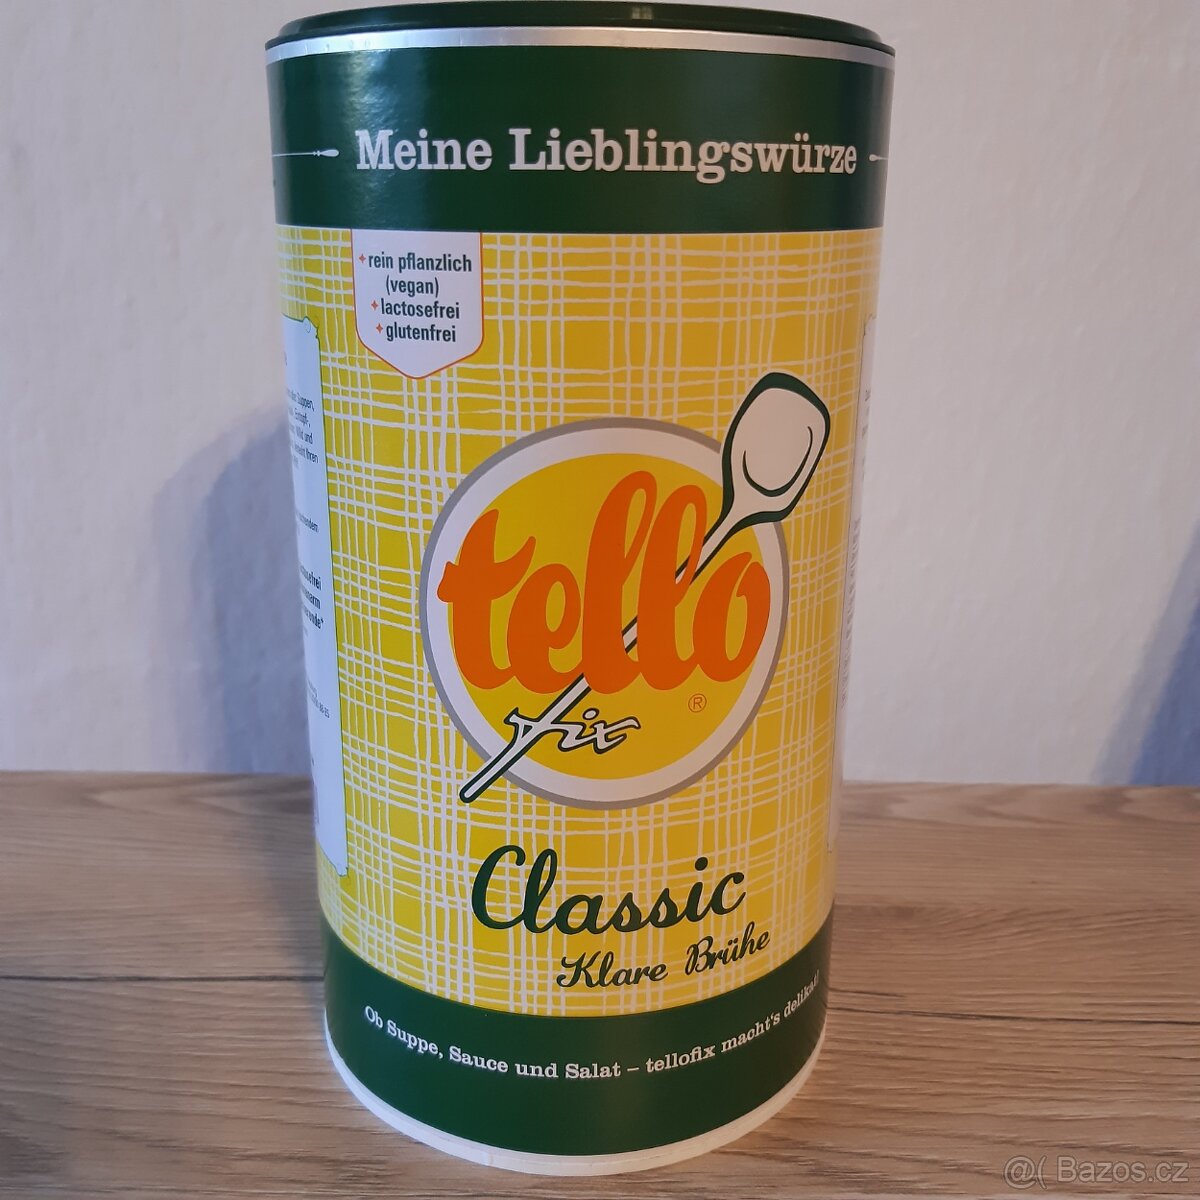 Meine Lieblingswürze
rein pflanzlich
(vegan)
lactosefrei
glutenfrei
tello
®
fix
Classic
Klare Brühe
Ob Suppe, Sauce und Salat – tellofix macht's delikat!
@( Bazos.cz